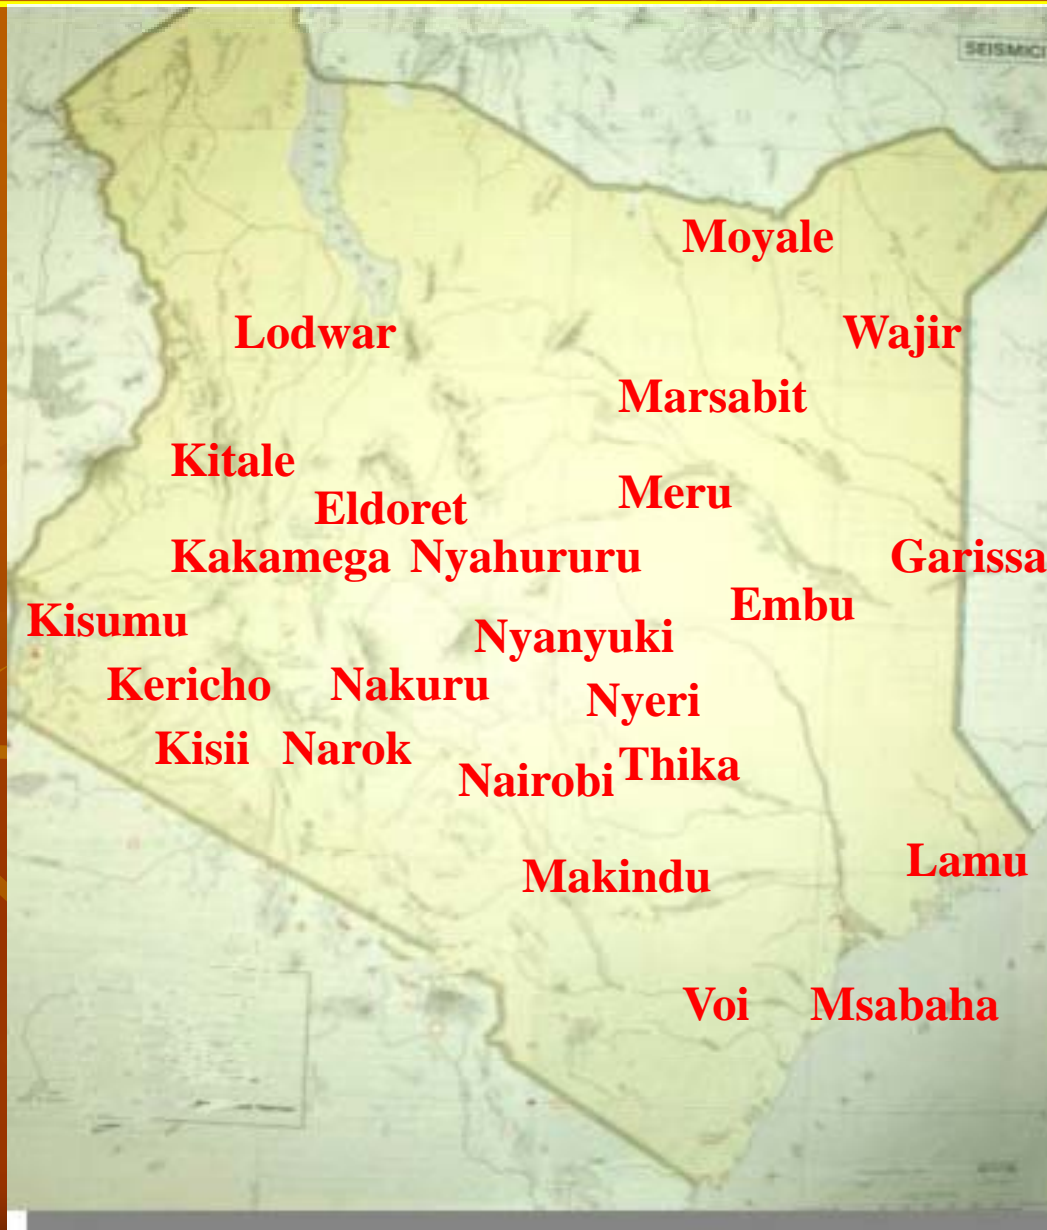 SEISMICI
Moyale
Lodwar
Wajir
Marsabit
Kitale
Meru
Eldoret
Kakamega
Nyahururu
Garissa
Embu
Kisumu
Nyanyuki
Kericho
Nakuru
Nyeri
Kisii
Narok
Thika
Nairobi
Lamu
Makindu
Voi
Msabaha